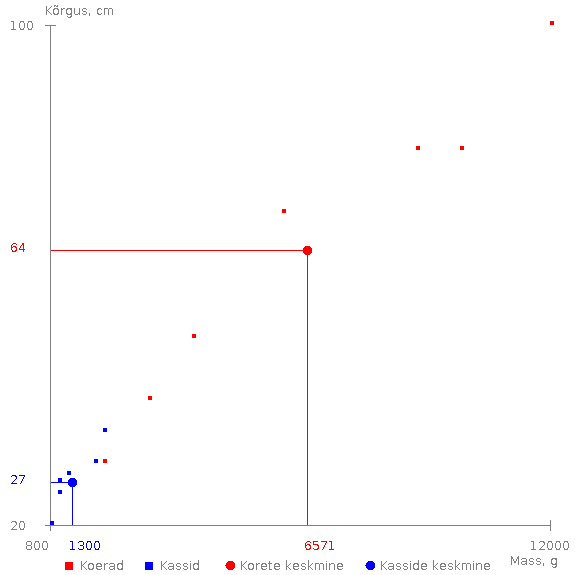 Kõrgus, cm
100
64
27
20
800 1300 6571 12000
Mass, g
Koerad Kassid Korete keskmine Kasside keskmine